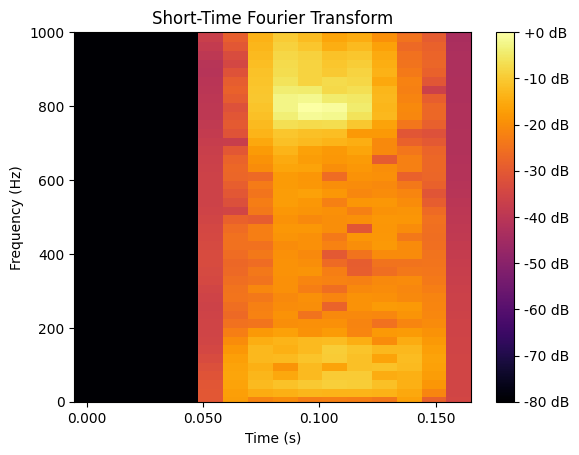 Short-Time Fourier Transform
1000
800
600
400
200
0
Frequency (Hz)
0.000
0.050
0.100
0.150
Time (s)
+0 dB
-10 dB
-20 dB
-30 dB
-40 dB
-50 dB
-60 dB
-70 dB
-80 dB